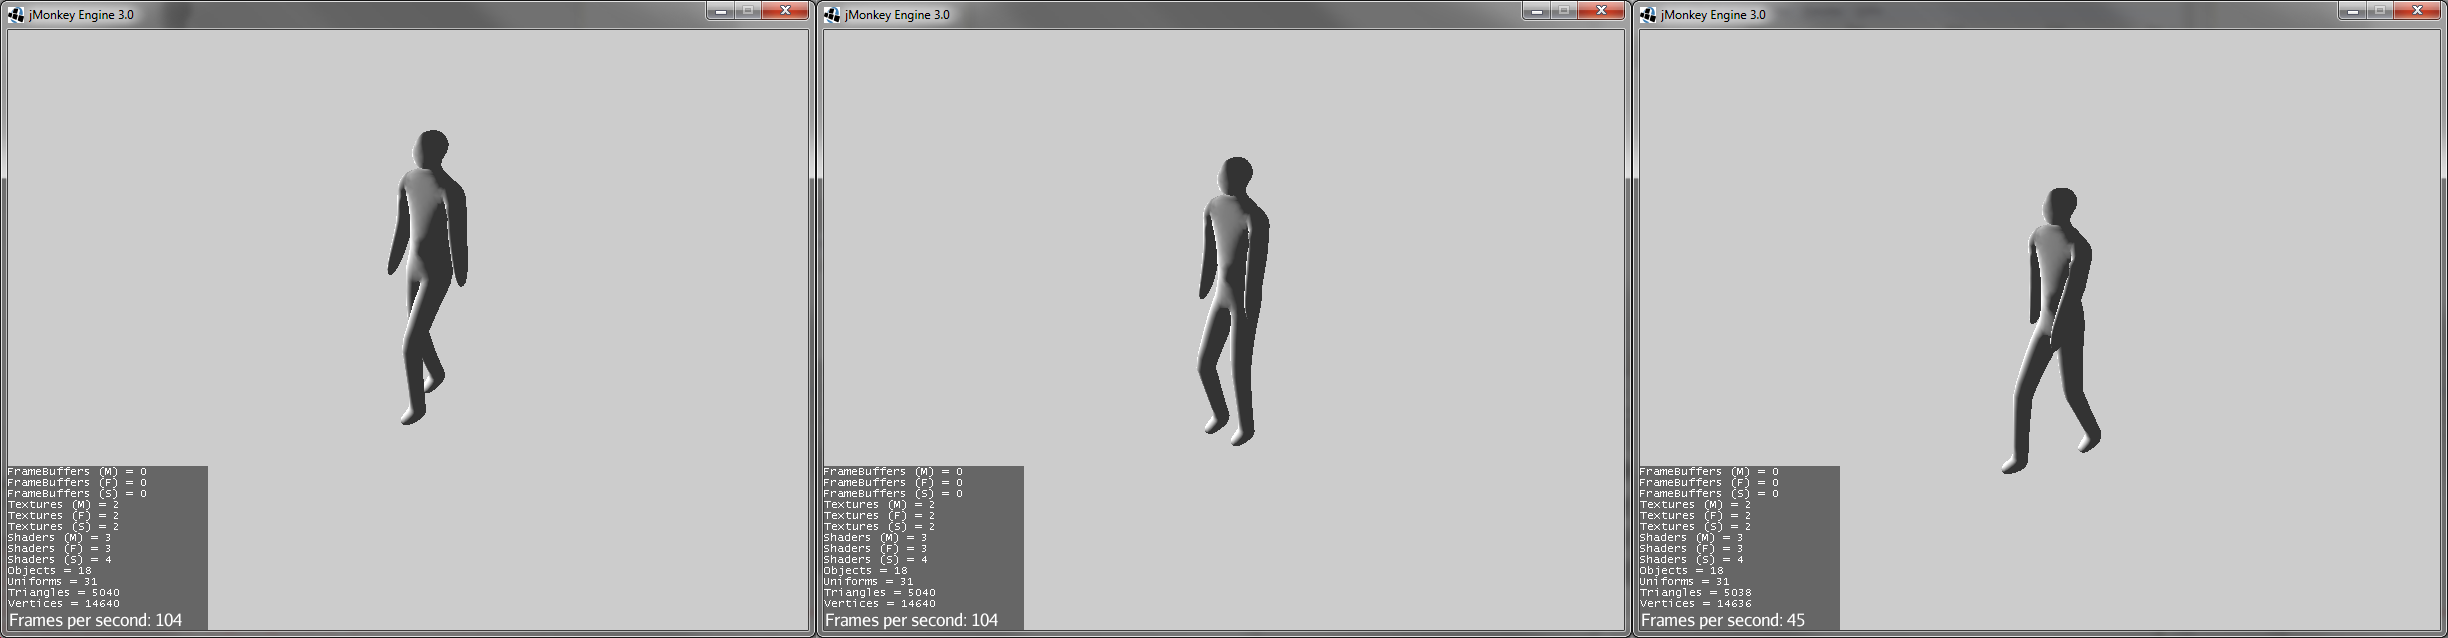 jMonkey Engine 3.0
FrameBuffers (M) = 0
FrameBuffers (F) = 0
FrameBuffers (S) = 0
Textures (M) = 2
Textures (F) = 2
Textures (S) = 2
Shaders (M) = 3
Shaders (F) = 3
Shaders (S) = 4
Objects = 18
Uniforms = 31
Triangles = 5040
Vertices = 14640
Frames per second: 104
jMonkey Engine 3.0
FrameBuffers (M) = 0
FrameBuffers (F) = 0
FrameBuffers (S) = 0
Textures (M) = 2
Textures (F) = 2
Textures (S) = 2
Shaders (M) = 3
Shaders (F) = 3
Shaders (S) = 4
Objects = 18
Uniforms = 31
Triangles = 5040
Vertices = 14640
Frames per second: 104
jMonkey Engine 3.0
FrameBuffers (M) = 0
FrameBuffers (F) = 0
FrameBuffers (S) = 0
Textures (M) = 2
Textures (F) = 2
Textures (S) = 2
Shaders (M) = 3
Shaders (F) = 3
Shaders (S) = 4
Objects = 18
Uniforms = 31
Triangles = 5038
Vertices = 14636
Frames per second: 45